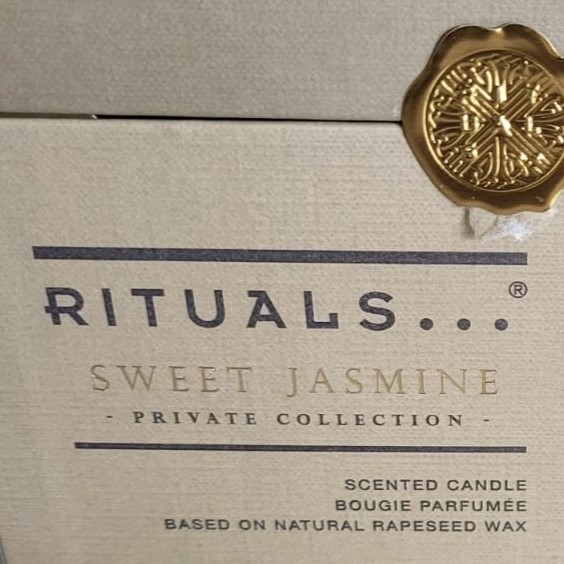 RITUALS...®
SWEET JASMINE
- PRIVATE COLLECTION -
SCENTED CANDLE
BOUGIE PARFUMÉE
BASED ON NATURAL RAPESEED WAX